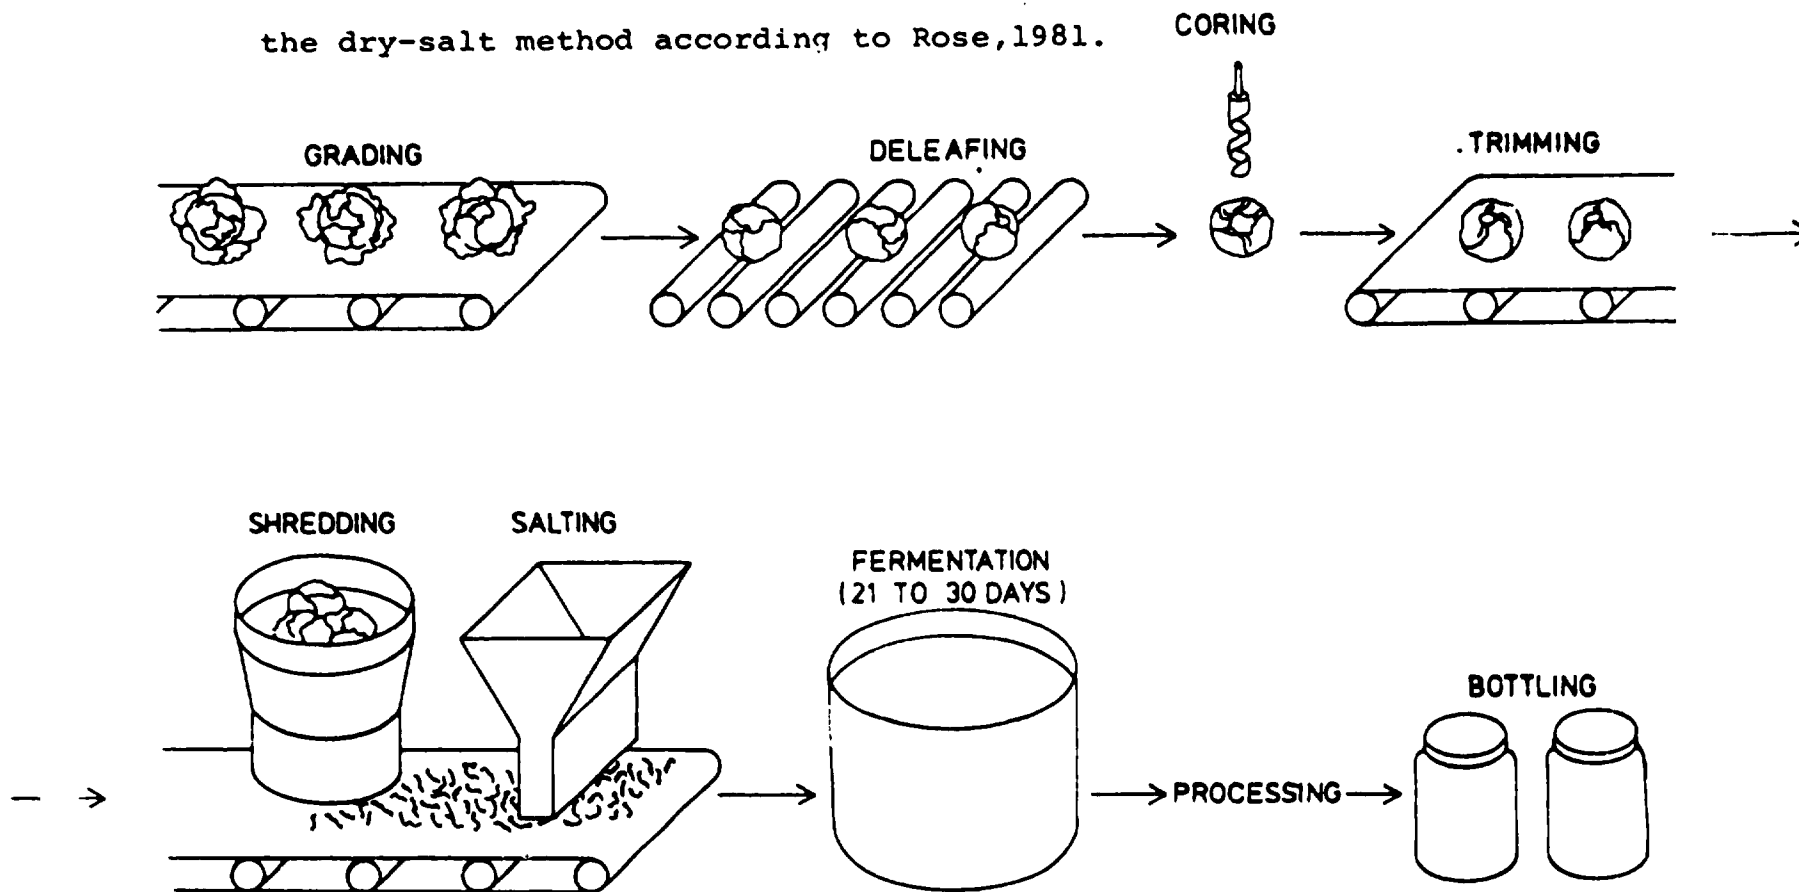 the dry-salt method according to Rose,1981.
CORING
GRADING
DELEAFING
TRIMMING
SHREDDING
SALTING
FERMENTATION
(21 TO 30 DAYS)
BOTTLING
PROCESSING